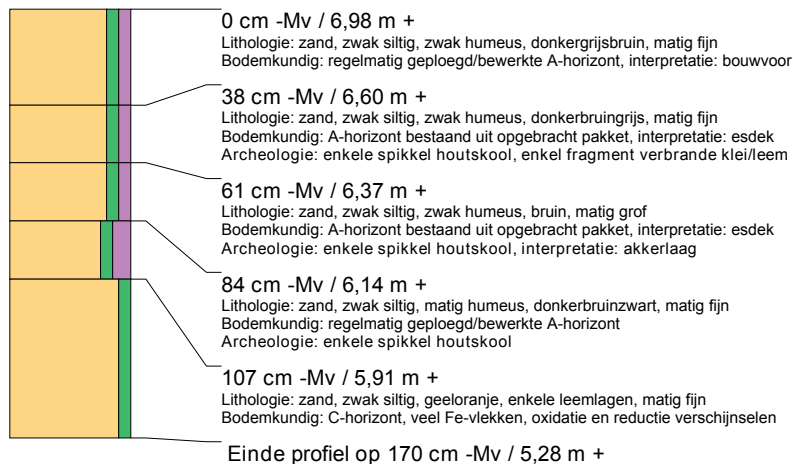 0 cm -Mv / 6,98 m +
Lithologie: zand, zwak siltig, zwak humeus, donkergrijsbruin, matig fijn
Bodemkundig: regelmatig geploegd/bewerkte A-horizont, interpretatie: bouwvoor
38 cm -Mv / 6,60 m +
Lithologie: zand, zwak siltig, zwak humeus, donkerbruingrijs, matig fijn
Bodemkundig: A-horizont bestaand uit opgebracht pakket, interpretatie: esdek
Archeologie: enkele spikkel houtskool, enkel fragment verbrande klei/leem
61 cm -Mv / 6,37 m +
Lithologie: zand, zwak siltig, zwak humeus, bruin, matig grof
Bodemkundig: A-horizont bestaand uit opgebracht pakket, interpretatie: esdek
Archeologie: enkele spikkel houtskool, interpretatie: akkerlaag
84 cm -Mv / 6,14 m +
Lithologie: zand, zwak siltig, matig humeus, donkerbruinzwart, matig fijn
Bodemkundig: regelmatig geploegd/bewerkte A-horizont
Archeologie: enkele spikkel houtskool
107 cm -Mv / 5,91 m +
Lithologie: zand, zwak siltig, geeloranje, enkele leemlagen, matig fijn
Bodemkundig: C-horizont, veel Fe-vlekken, oxidatie en reductie verschijnselen
Einde profiel op 170 cm -Mv / 5,28 m +